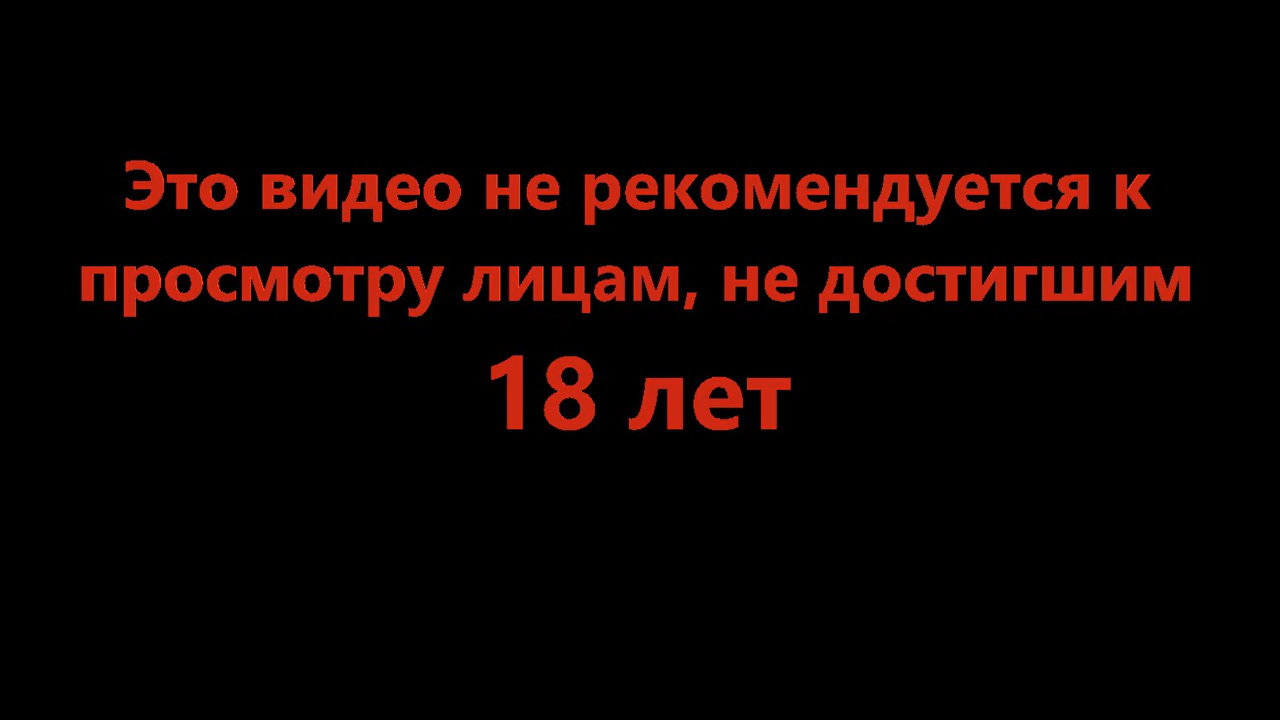 Это видео не рекомендуется к
просмотру лицам, не достигшим
18 лет